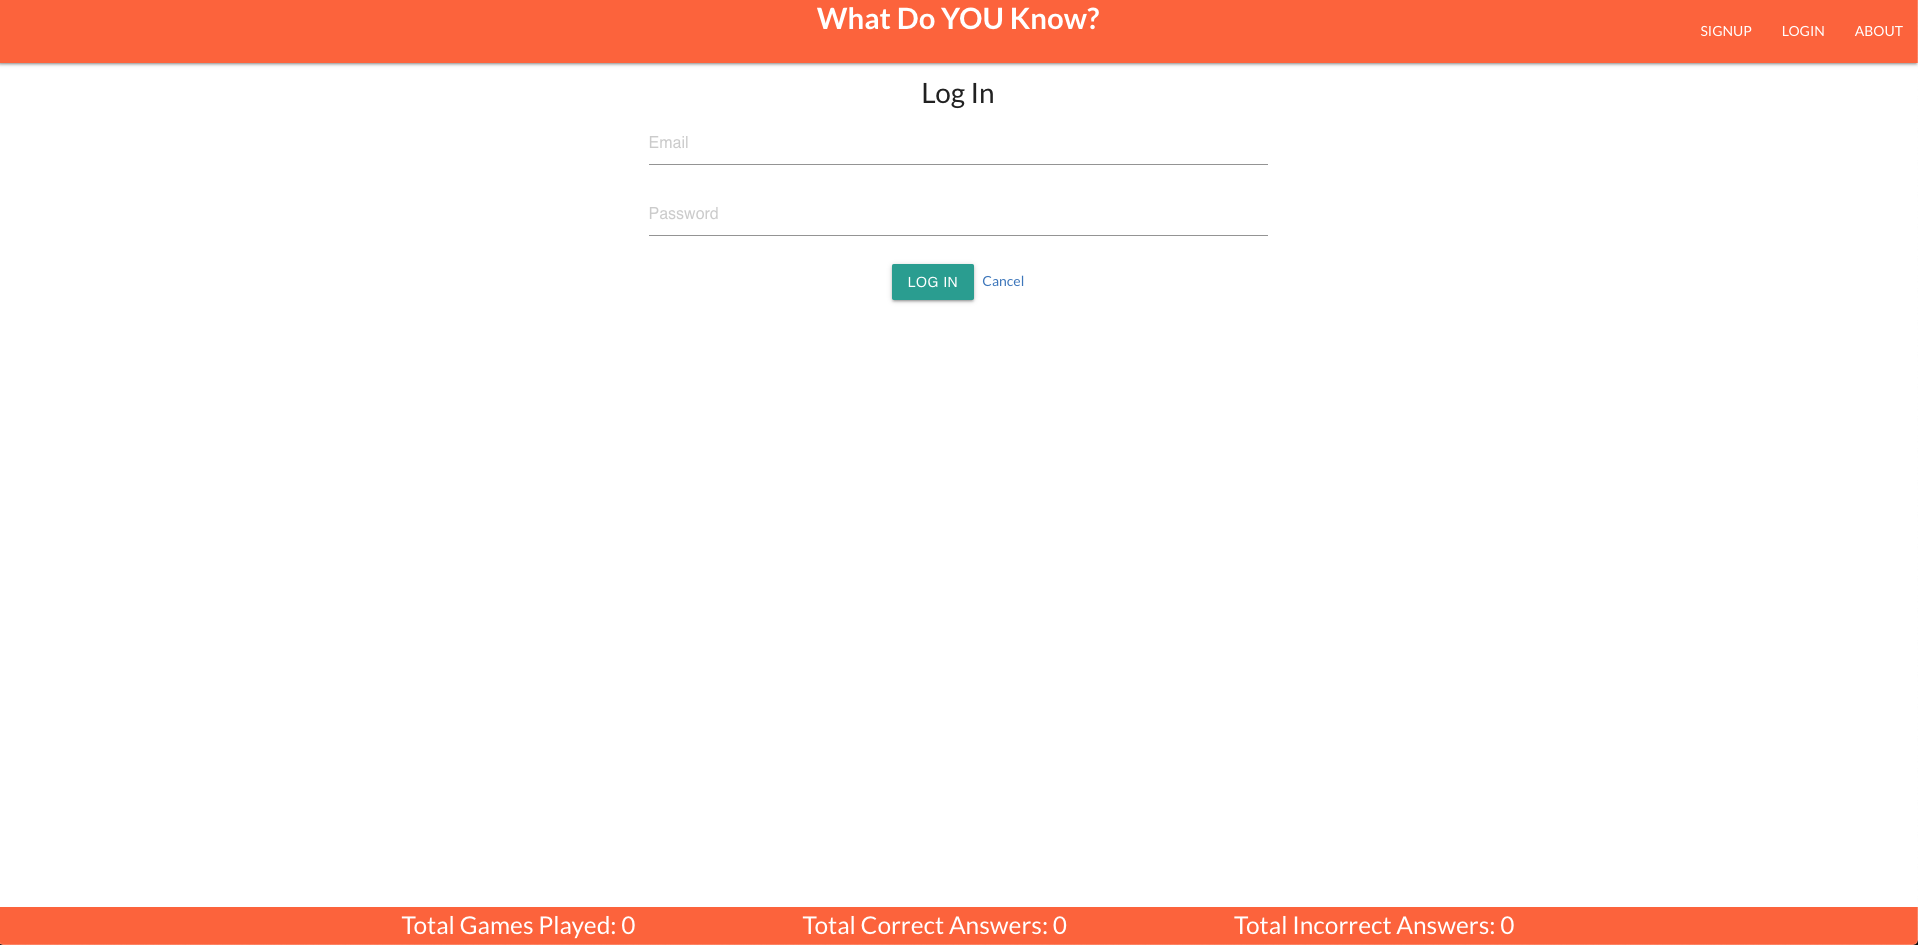 What Do YOU Know?
SIGNUP LOGIN ABOUT
Log In
Email
Password
LOG IN Cancel
Total Games Played: 0 Total Correct Answers: 0 Total Incorrect Answers: 0